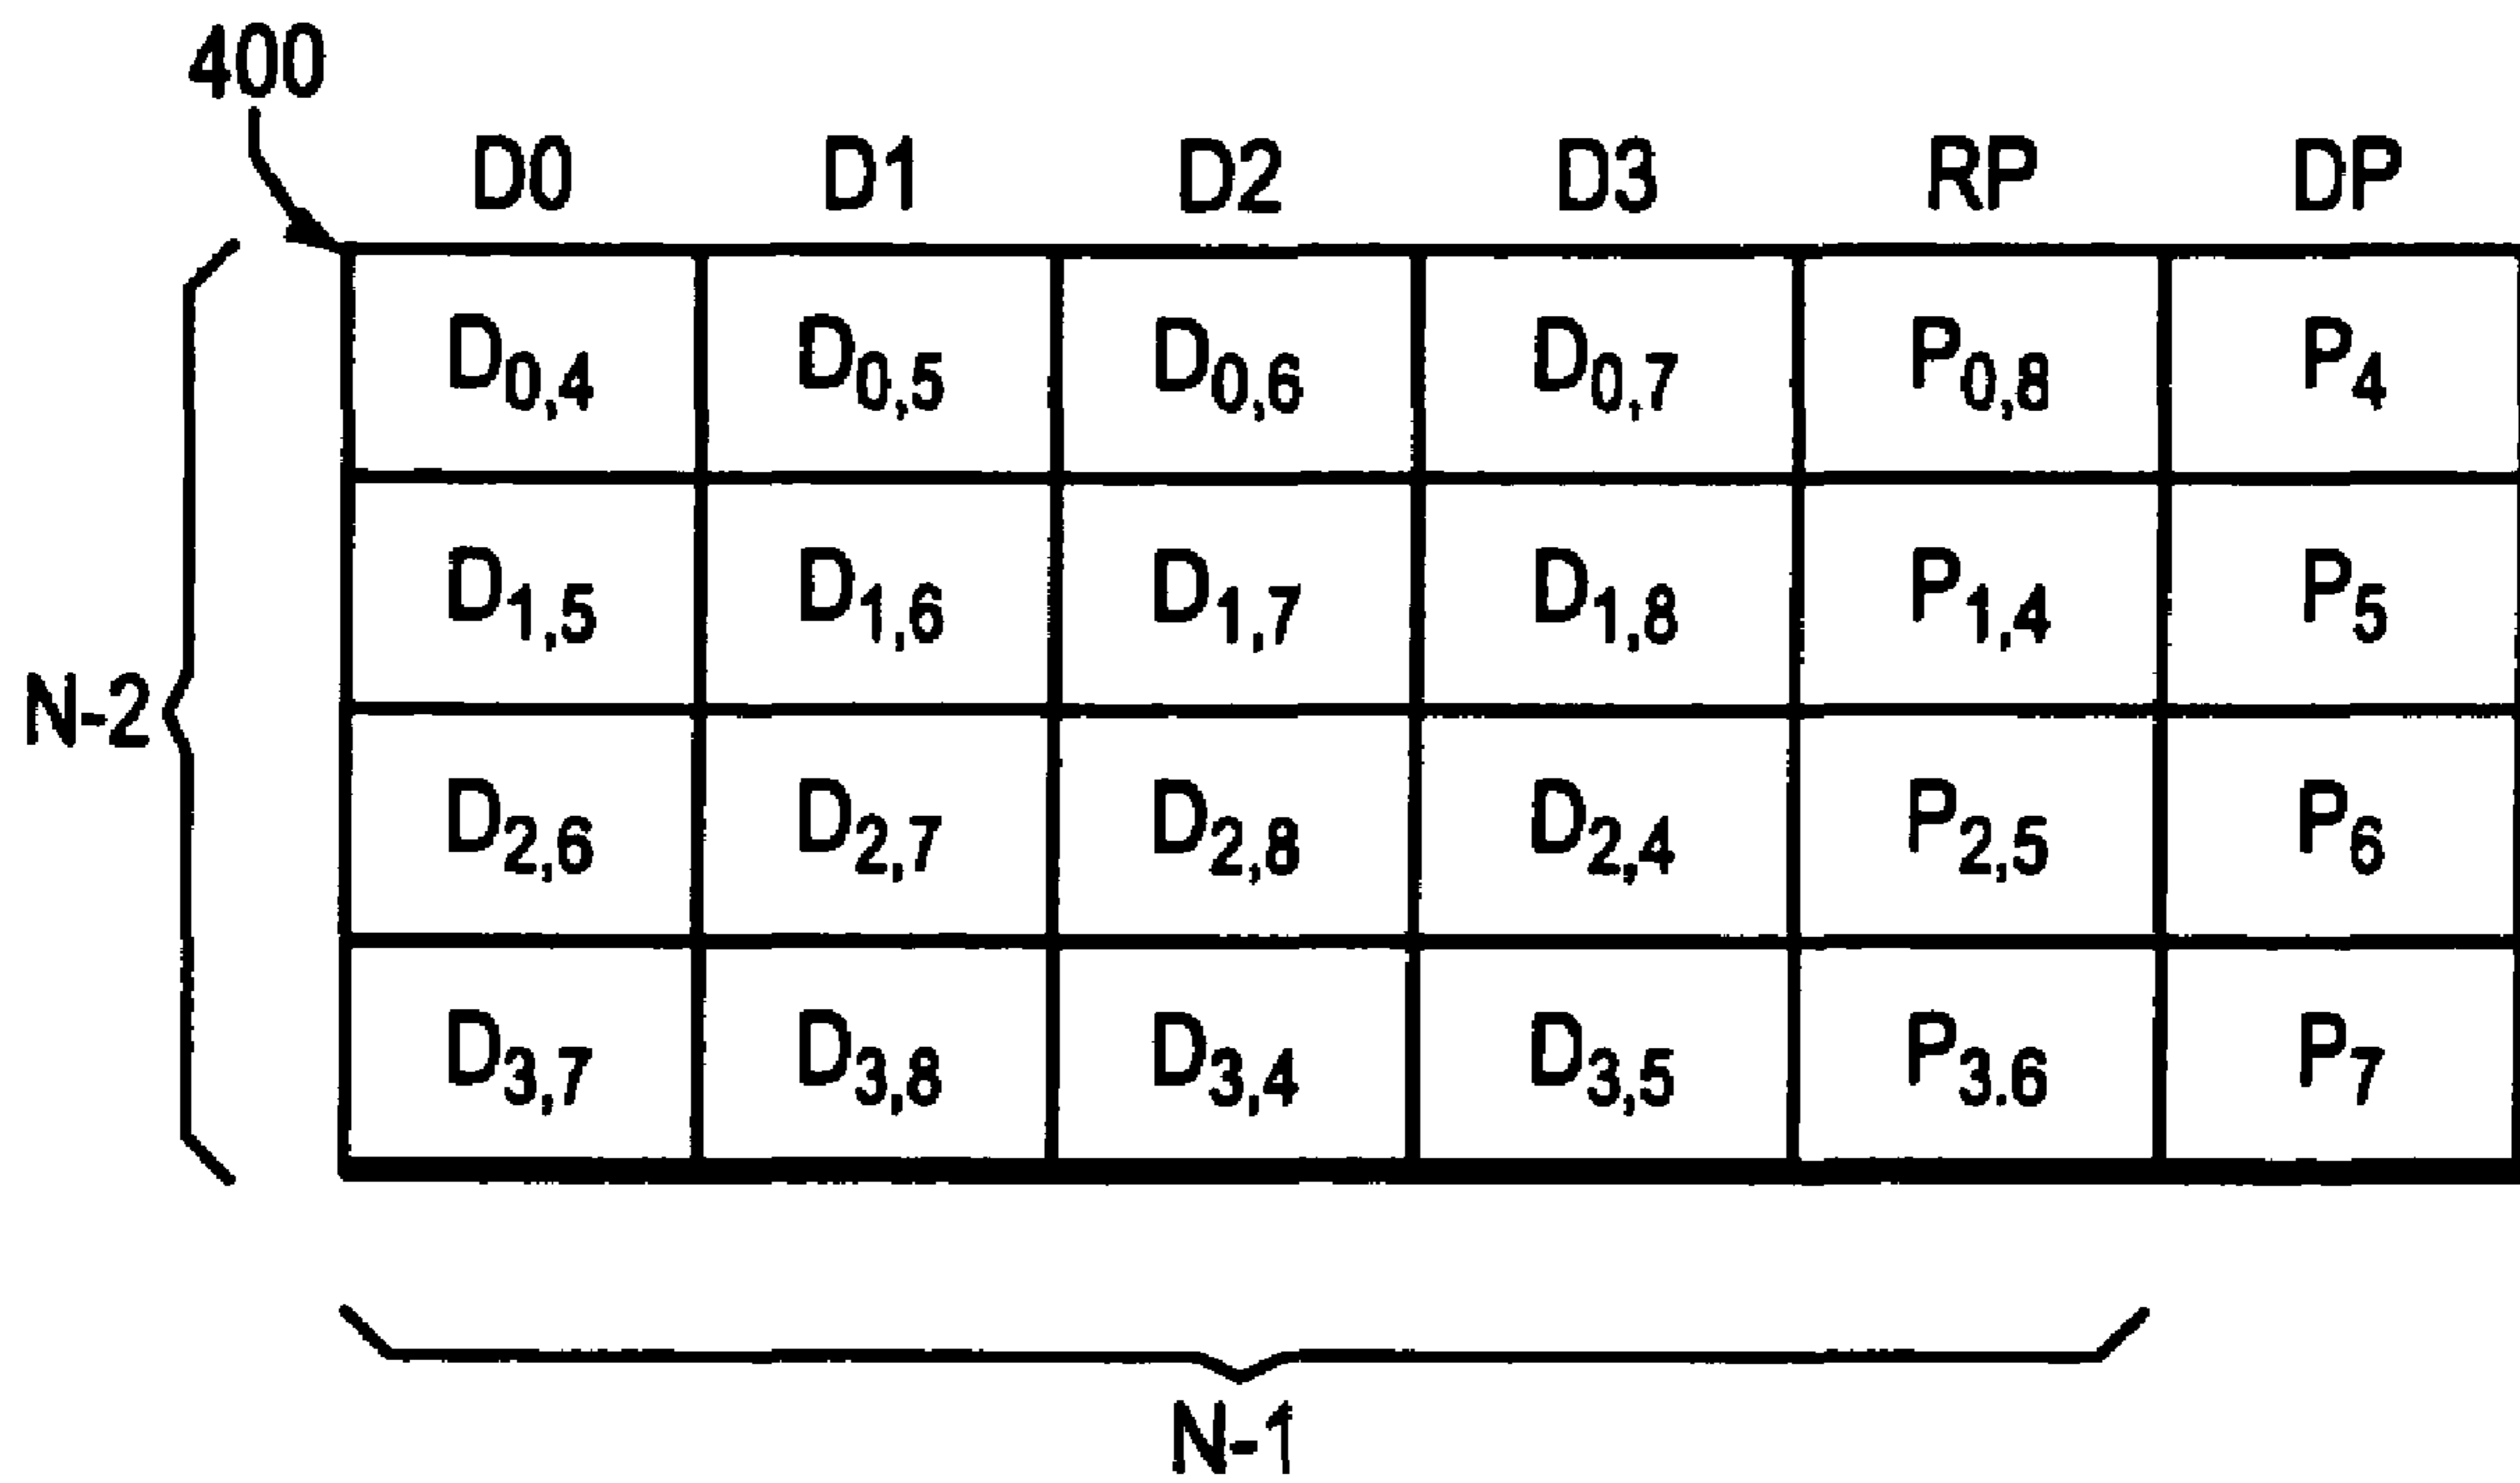 400
D0 D1 D2 D3 RP DP
D0,4 D0,5 D0,6 D0,7 P0,8 P4
D1,5 D1,6 D1,7 D1,8 P1,4 P5
N-2
D2,6 D2,7 D2,8 D2,4 P2,5 P6
D3,7 D3,8 D3,4 D3,5 P3.6 P7
N-1